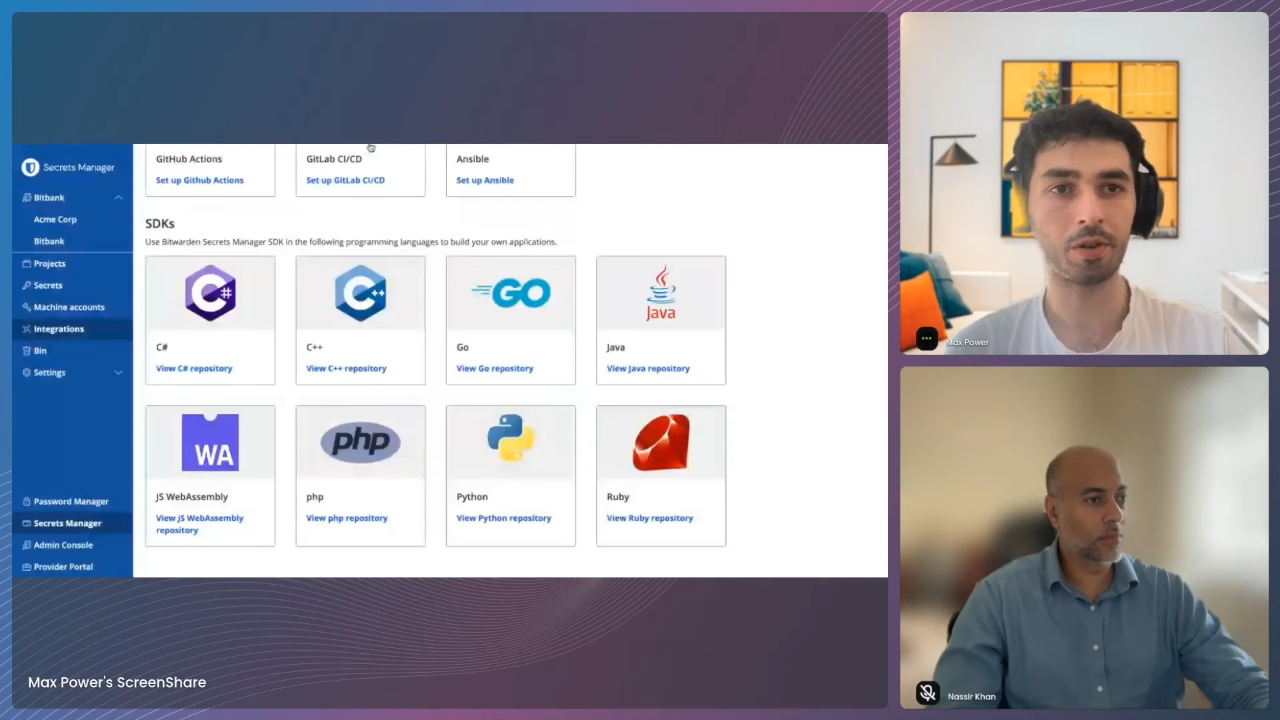 Secrets Manager
Bitbank
Acme Corp
Bitbank
Projects
Secrets
Machine accounts
Integrations
Bin
Settings
Password Manager
Secrets Manager
Admin Console
Provider Portal
GitHub Actions
Set up Github Actions
GitLab CI/CD
Set up GitLab CI/CD
Ansible
Set up Ansible
SDKs
Use Bitwarden Secrets Manager SDK in the following programming languages to build your own applications.
C#
C#
View C# repository
C++
C++
View C++ repository
GO
Go
View Go repository
Java
Java
View Java repository
WA
JS WebAssembly
View JS WebAssembly
repository
php
php
View php repository
Python
View Python repository
Ruby
View Ruby repository
Max Power's ScreenShare
Max Power
Nassir Khan